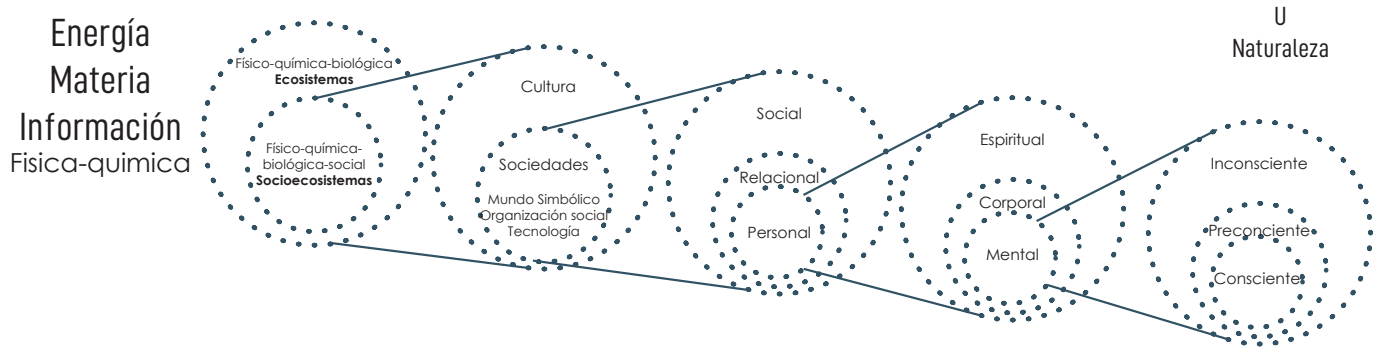 Energía
Materia
Información
Fisica-quimica
Físico-química-biológica
Ecosistemas
Físico-química-
biológica-social
Socioecosistemas
Cultura
Sociedades
Mundo Simbólico
Organización social
Tecnología
Social
Relacional
Personal
Espiritual
Corporal
Mental
U
Naturaleza
Inconsciente
Preconciente
Consciente